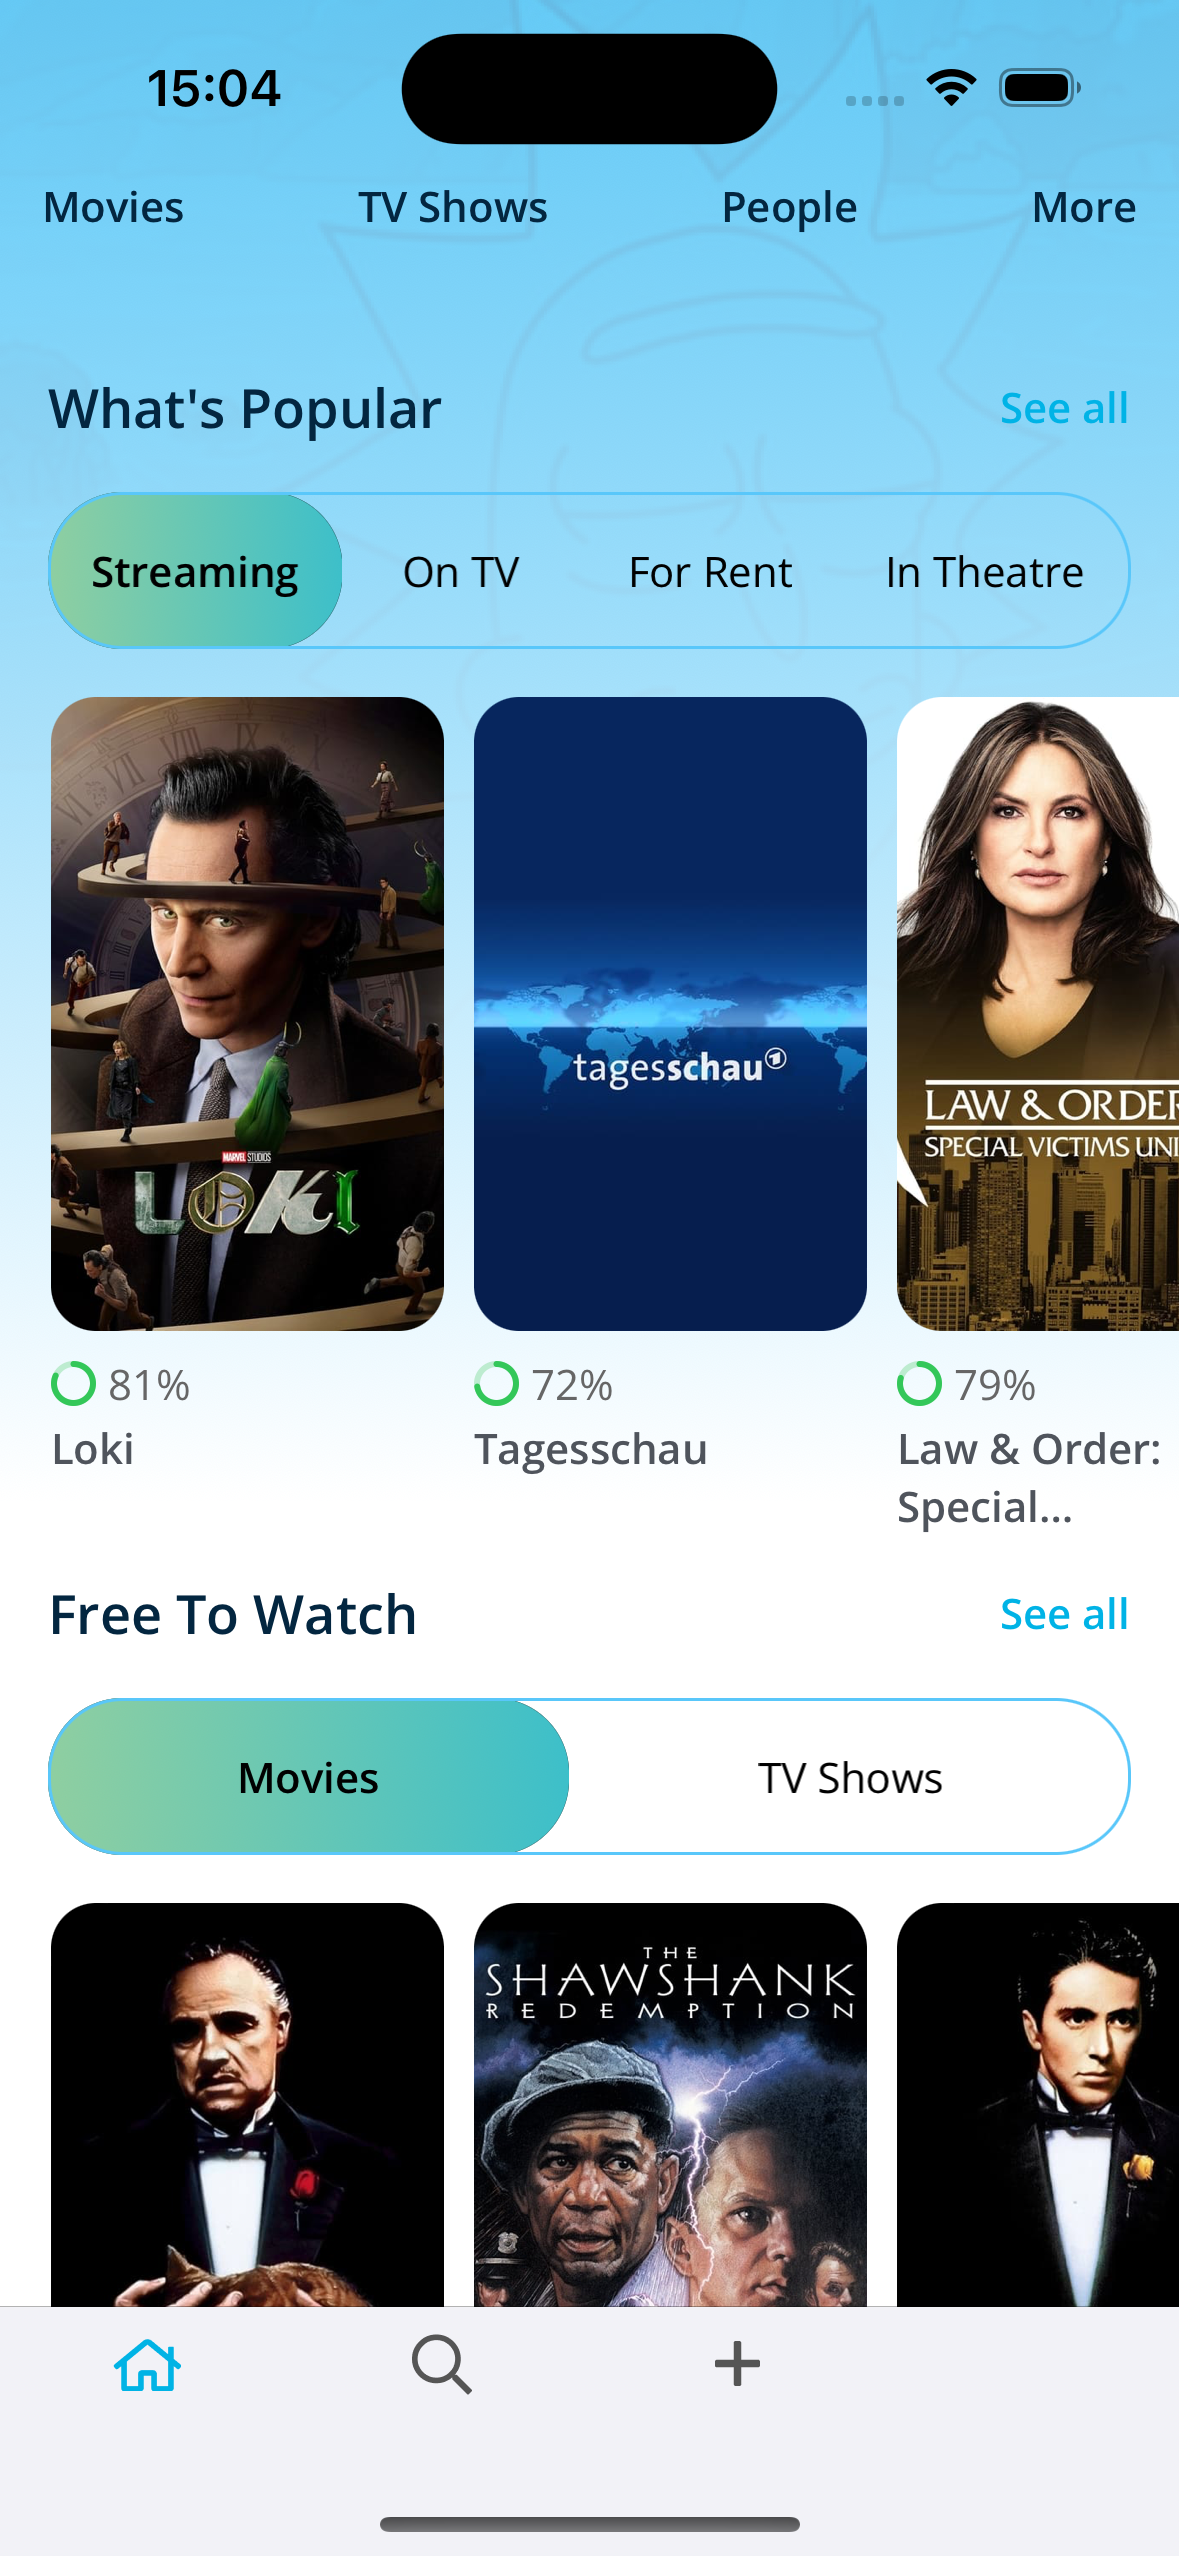 15:04
Movies TV Shows People More
What's Popular See all
Streaming On TV For Rent In Theatre
MARVEL STUDIOS
LOKI
tagesschau
LAW & ORDER
SPECIAL VICTIMS UNI
81% 72% 79%
Loki Tagesschau Law & Order:
Special...
Free To Watch See all
Movies TV Shows
THE
SHAWSHANK
REDEMPTION